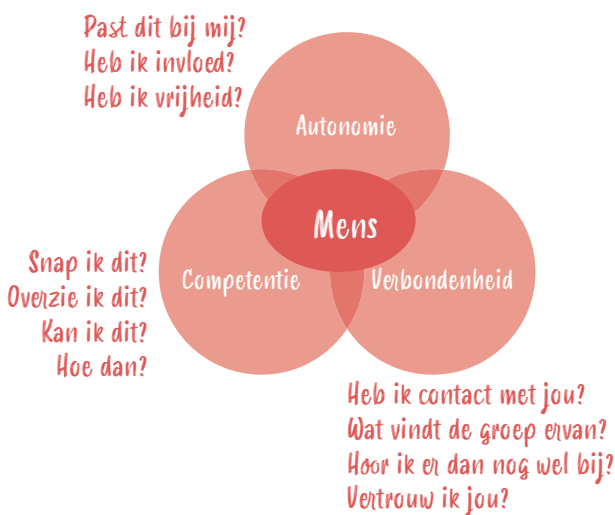 Past dit bij mij?
Heb ik invloed?
Heb ik vrijheid?
Autonomie
Mens
Competentie
Verbondenheid
Snap ik dit?
Overzie ik dit?
Kan ik dit?
Hoe dan?
Heb ik contact met jou?
Wat vindt de groep ervan?
Hoor ik er dan nog wel bij?
Vertrouw ik jou?